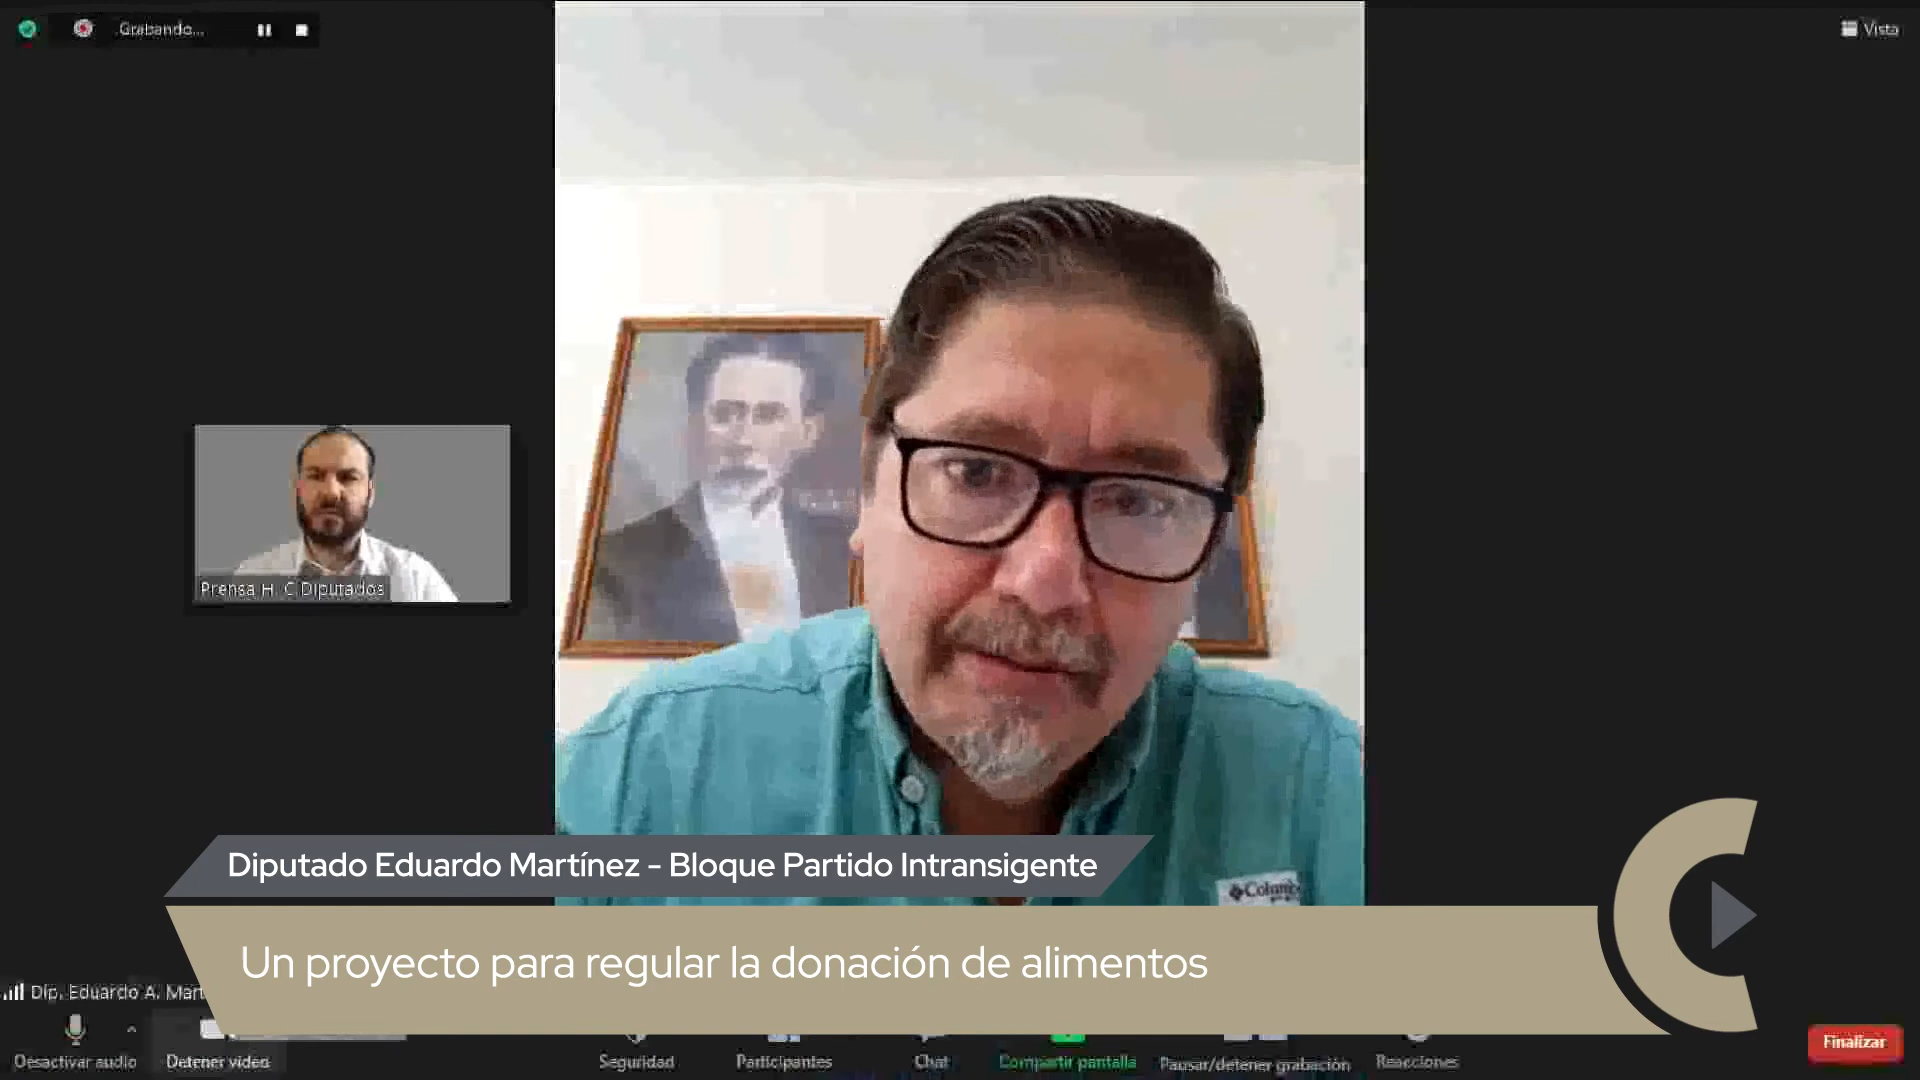 Grabando...
Vista
Prensa H. C Diputados
Diputado Eduardo Martínez - Bloque Partido Intransigente
Columbia
Un proyecto para regular la donación de alimentos
Dip. Eduardo A. Mart
Desactivar audio
Detener video
Seguridad
Participantes
Chat
Compartir pantalla
Pausar/detener grabación
Reacciones
Finalizar